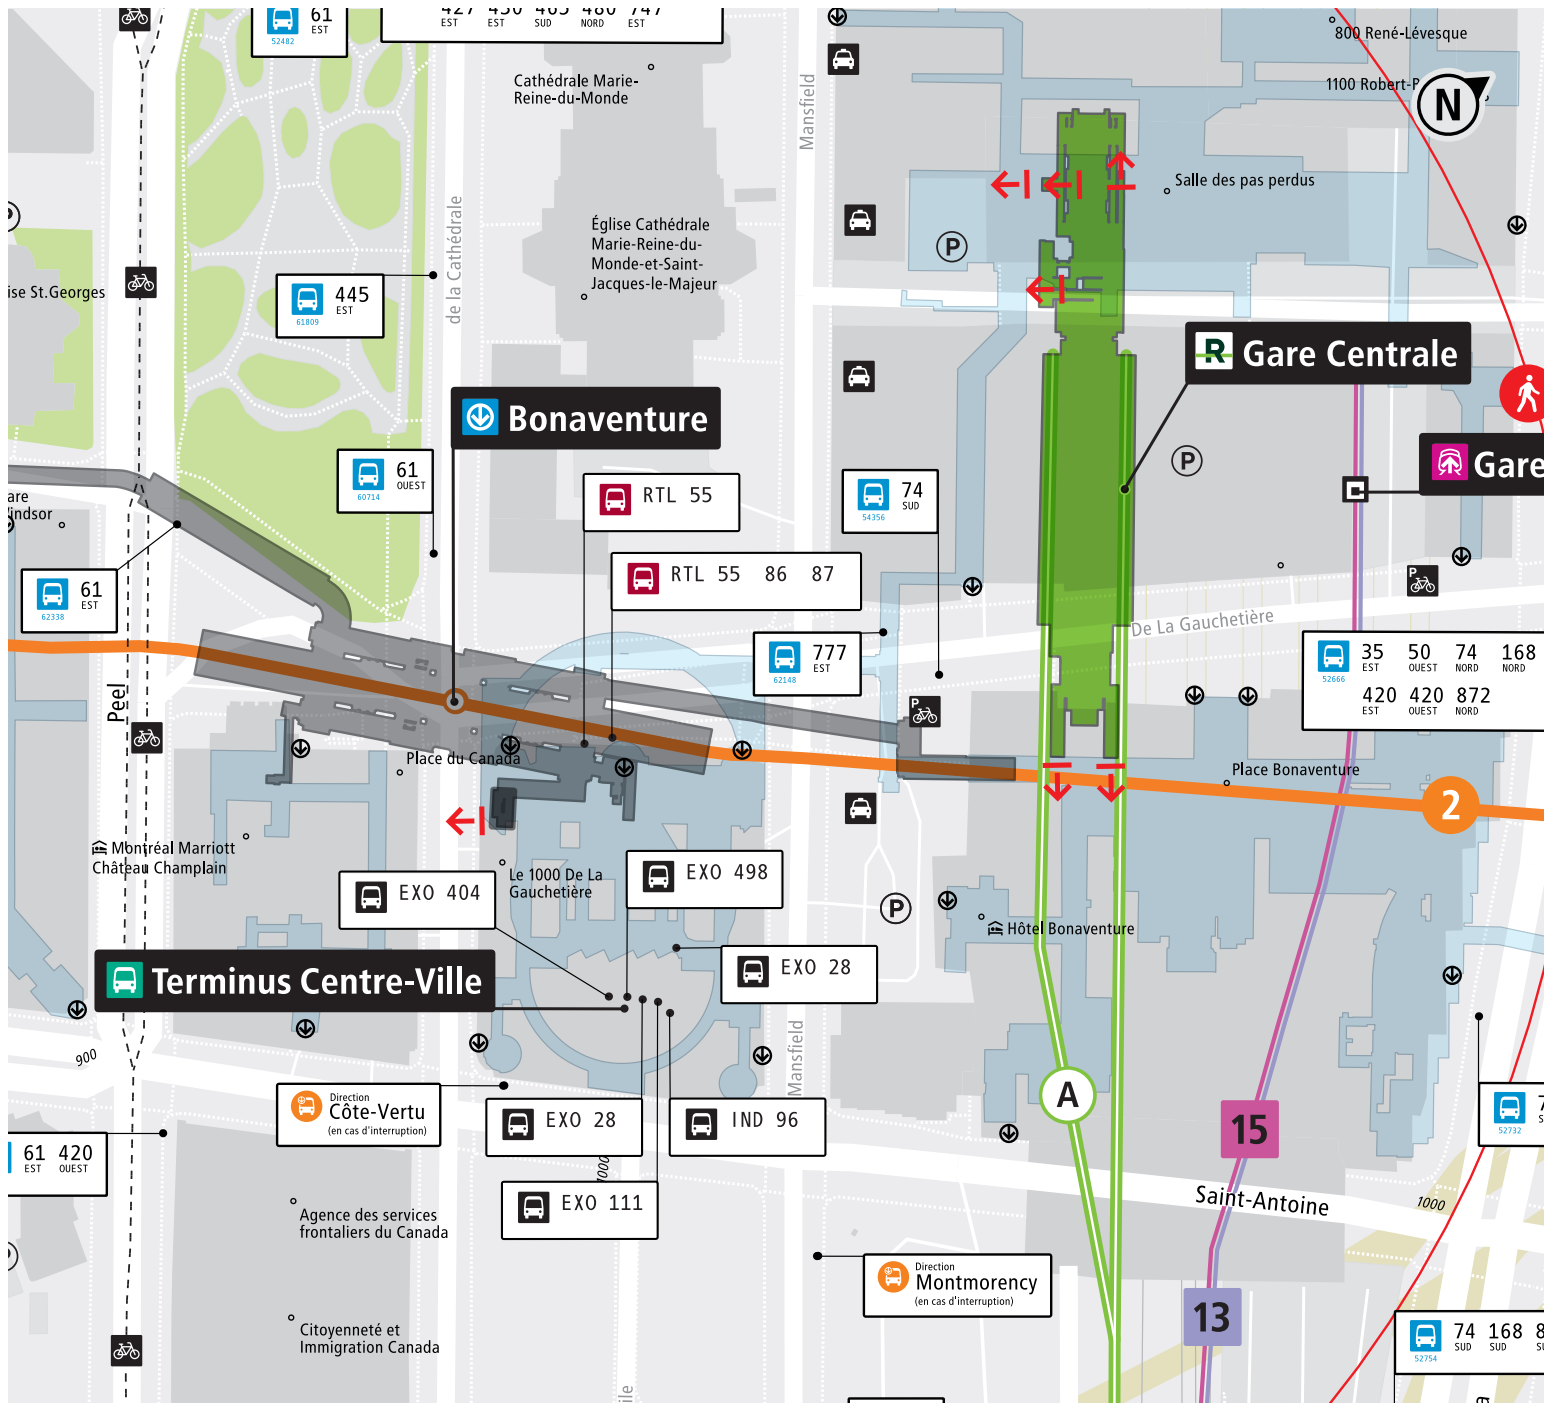 61
EST
52482
427 430 465 480 747
EST EST SUD NORD EST
Cathédrale Marie-
Reine-du-Monde
Mansfield
800 René-Lévesque
N
Salle des pas perdus
de la Cathédrale
Église Cathédrale
Marie-Reine-du-
Monde-et-Saint-
Jacques-le-Majeur
P
ise St.Georges
445
EST
61809
R Gare Centrale
Bonaventure
P
Gare
61
OUEST
60714
RTL 55
74
SUD
54356
RTL 55 86 87
61
EST
62338
P
De La Gauchetière
777
EST
62148
35 50 74 168
EST OUEST NORD NORD
52666
420 420 872
EST OUEST NORD
Peel
P
Place du Canada
Place Bonaventure
2
Montréal Marriott
Château Champlain
Le 1000 De La
Gauchetière
EXO 404
EXO 498
P
Hôtel Bonaventure
EXO 28
Terminus Centre-Ville
Mansfield
900
A
Direction
Côte-Vertu
(en cas d'interruption)
EXO 28
IND 96
15
52732
61 420
EST OUEST
1000
EXO 111
Saint-Antoine
1000
Agence des services
frontaliers du Canada
Direction
Montmorency
(en cas d'interruption)
13
Citoyenneté et
Immigration Canada
74 168
SUD SUD
52754